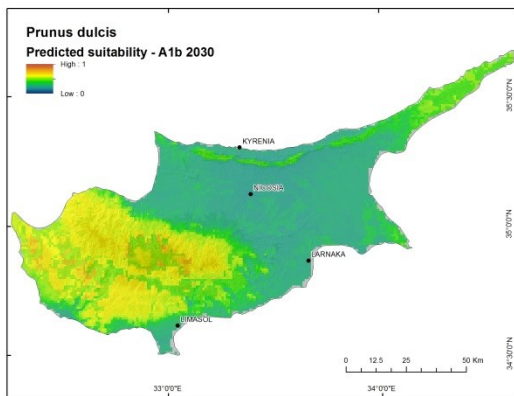 Prunus dulcis
Predicted suitability - A1b 2030
High : 1
Low : 0
KYRENIA
NIKOSIA
LARNAKA
LIMASOL
35°30'0"N
35°0'0"N
34°30'0"N
0 12.5 25 50 Km
33°0'0"E 34°0'0"E